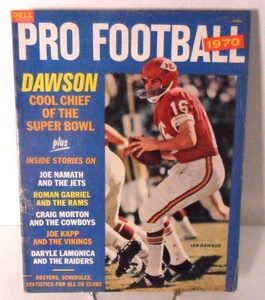 DELL
PRO FOOTBALL
1970
DAWSON
COOL CHIEF
OF THE
SUPER BOWL
plus
INSIDE STORIES ON
JOE NAMATH
AND THE JETS
ROMAN GABRIEL
AND THE RAMS
CRAIG MORTON
AND THE COWBOYS
JOE KAPP
AND THE VIKINGS
DARYLE LAMONICA
AND THE RAIDERS
POSTERS, SCHEDULES,
STATISTICS FOR ALL 26 CLUBS
16
LEN DAWSON